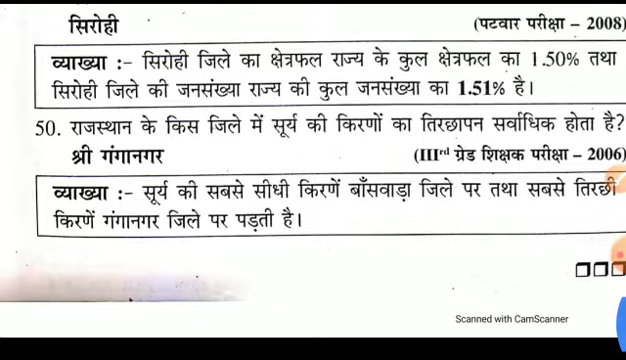 सिरोही (पटवार परीक्षा – 2008)
व्याख्या :– सिरोही जिले का क्षेत्रफल राज्य के कुल क्षेत्रफल का 1.50% तथा
सिरोही जिले की जनसंख्या राज्य की कुल जनसंख्या का 1.51% है।
50. राजस्थान के किस जिले में सूर्य की किरणों का तिरछापन सर्वाधिक होता है?
श्री गंगानगर (IIIrd ग्रेड शिक्षक परीक्षा – 2006)
व्याख्या :– सूर्य की सबसे सीधी किरणें बाँसवाड़ा जिले पर तथा सबसे तिरछी
किरणें गंगानगर जिले पर पड़ती है।
Scanned with CamScanner